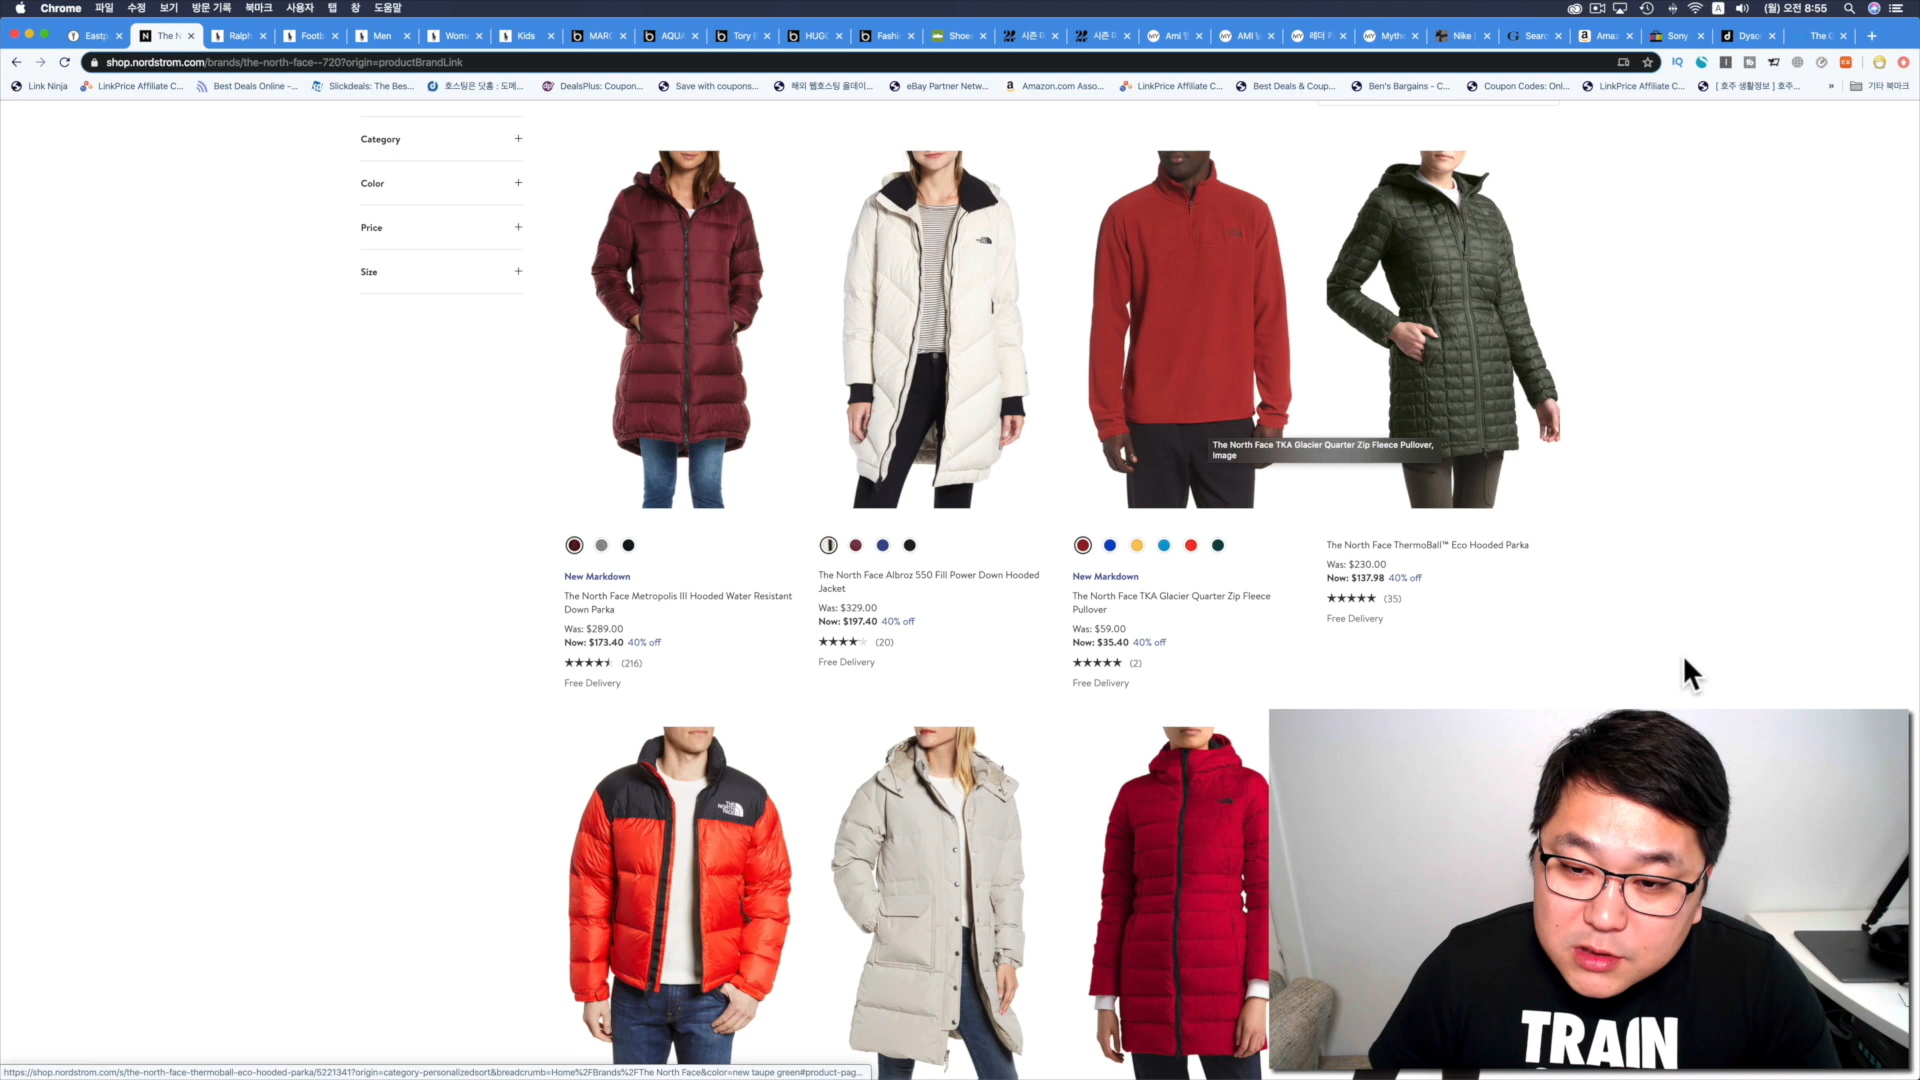 Chrome 파일 수정 보기 방문 기록 북마크 사용자 탭 창 도움말 (월) 오전 8:55
Eastp The N Ralph Footb Men Wom Kids MARC AQUA Tory B HUGO Fashi Shoe 시즌 시즌 Ami AMI 레더 Myth Nike Searc Amaz Sony Dyso The G
shop.nordstrom.com/brands/the-north-face--720?origin=productBrandLink
Link Ninja LinkPrice Affiliate C... Best Deals Online -... Slickdeals: The Bes... 호스팅은 닷홈 : 도메... DealsPlus: Coupon... Save with coupons... 해외 웹호스팅 올데이... eBay Partner Netw... Amazon.com Asso... LinkPrice Affiliate C... Best Deals & Coup... Ben's Bargains - C... Coupon Codes: Onl... LinkPrice Affiliate C... [ 호주 생활정보 ] 호주... » 기타 북마크
Category +
Color +
Price +
Size +
The North Face TKA Glacier Quarter Zip Fleece Pullover,
Image
New Markdown
The North Face Metropolis III Hooded Water Resistant
Down Parka
Was: $289.00
Now: $173.40 40% off
(216)
Free Delivery
The North Face Albroz 550 Fill Power Down Hooded
Jacket
Was: $329.00
Now: $197.40 40% off
(20)
Free Delivery
New Markdown
The North Face TKA Glacier Quarter Zip Fleece
Pullover
Was: $59.00
Now: $35.40 40% off
(2)
Free Delivery
The North Face ThermoBall™ Eco Hooded Parka
Was: $230.00
Now: $137.98 40% off
(35)
Free Delivery
THE
NORTH
FACE
TRAIN
https://shop.nordstrom.com/s/the-north-face-thermoball-eco-hooded-parka/5221341?origin=category-personalizedsort&breadcrumb=Home%2FBrands%2FThe North Face&color=new taupe green#product-pag...